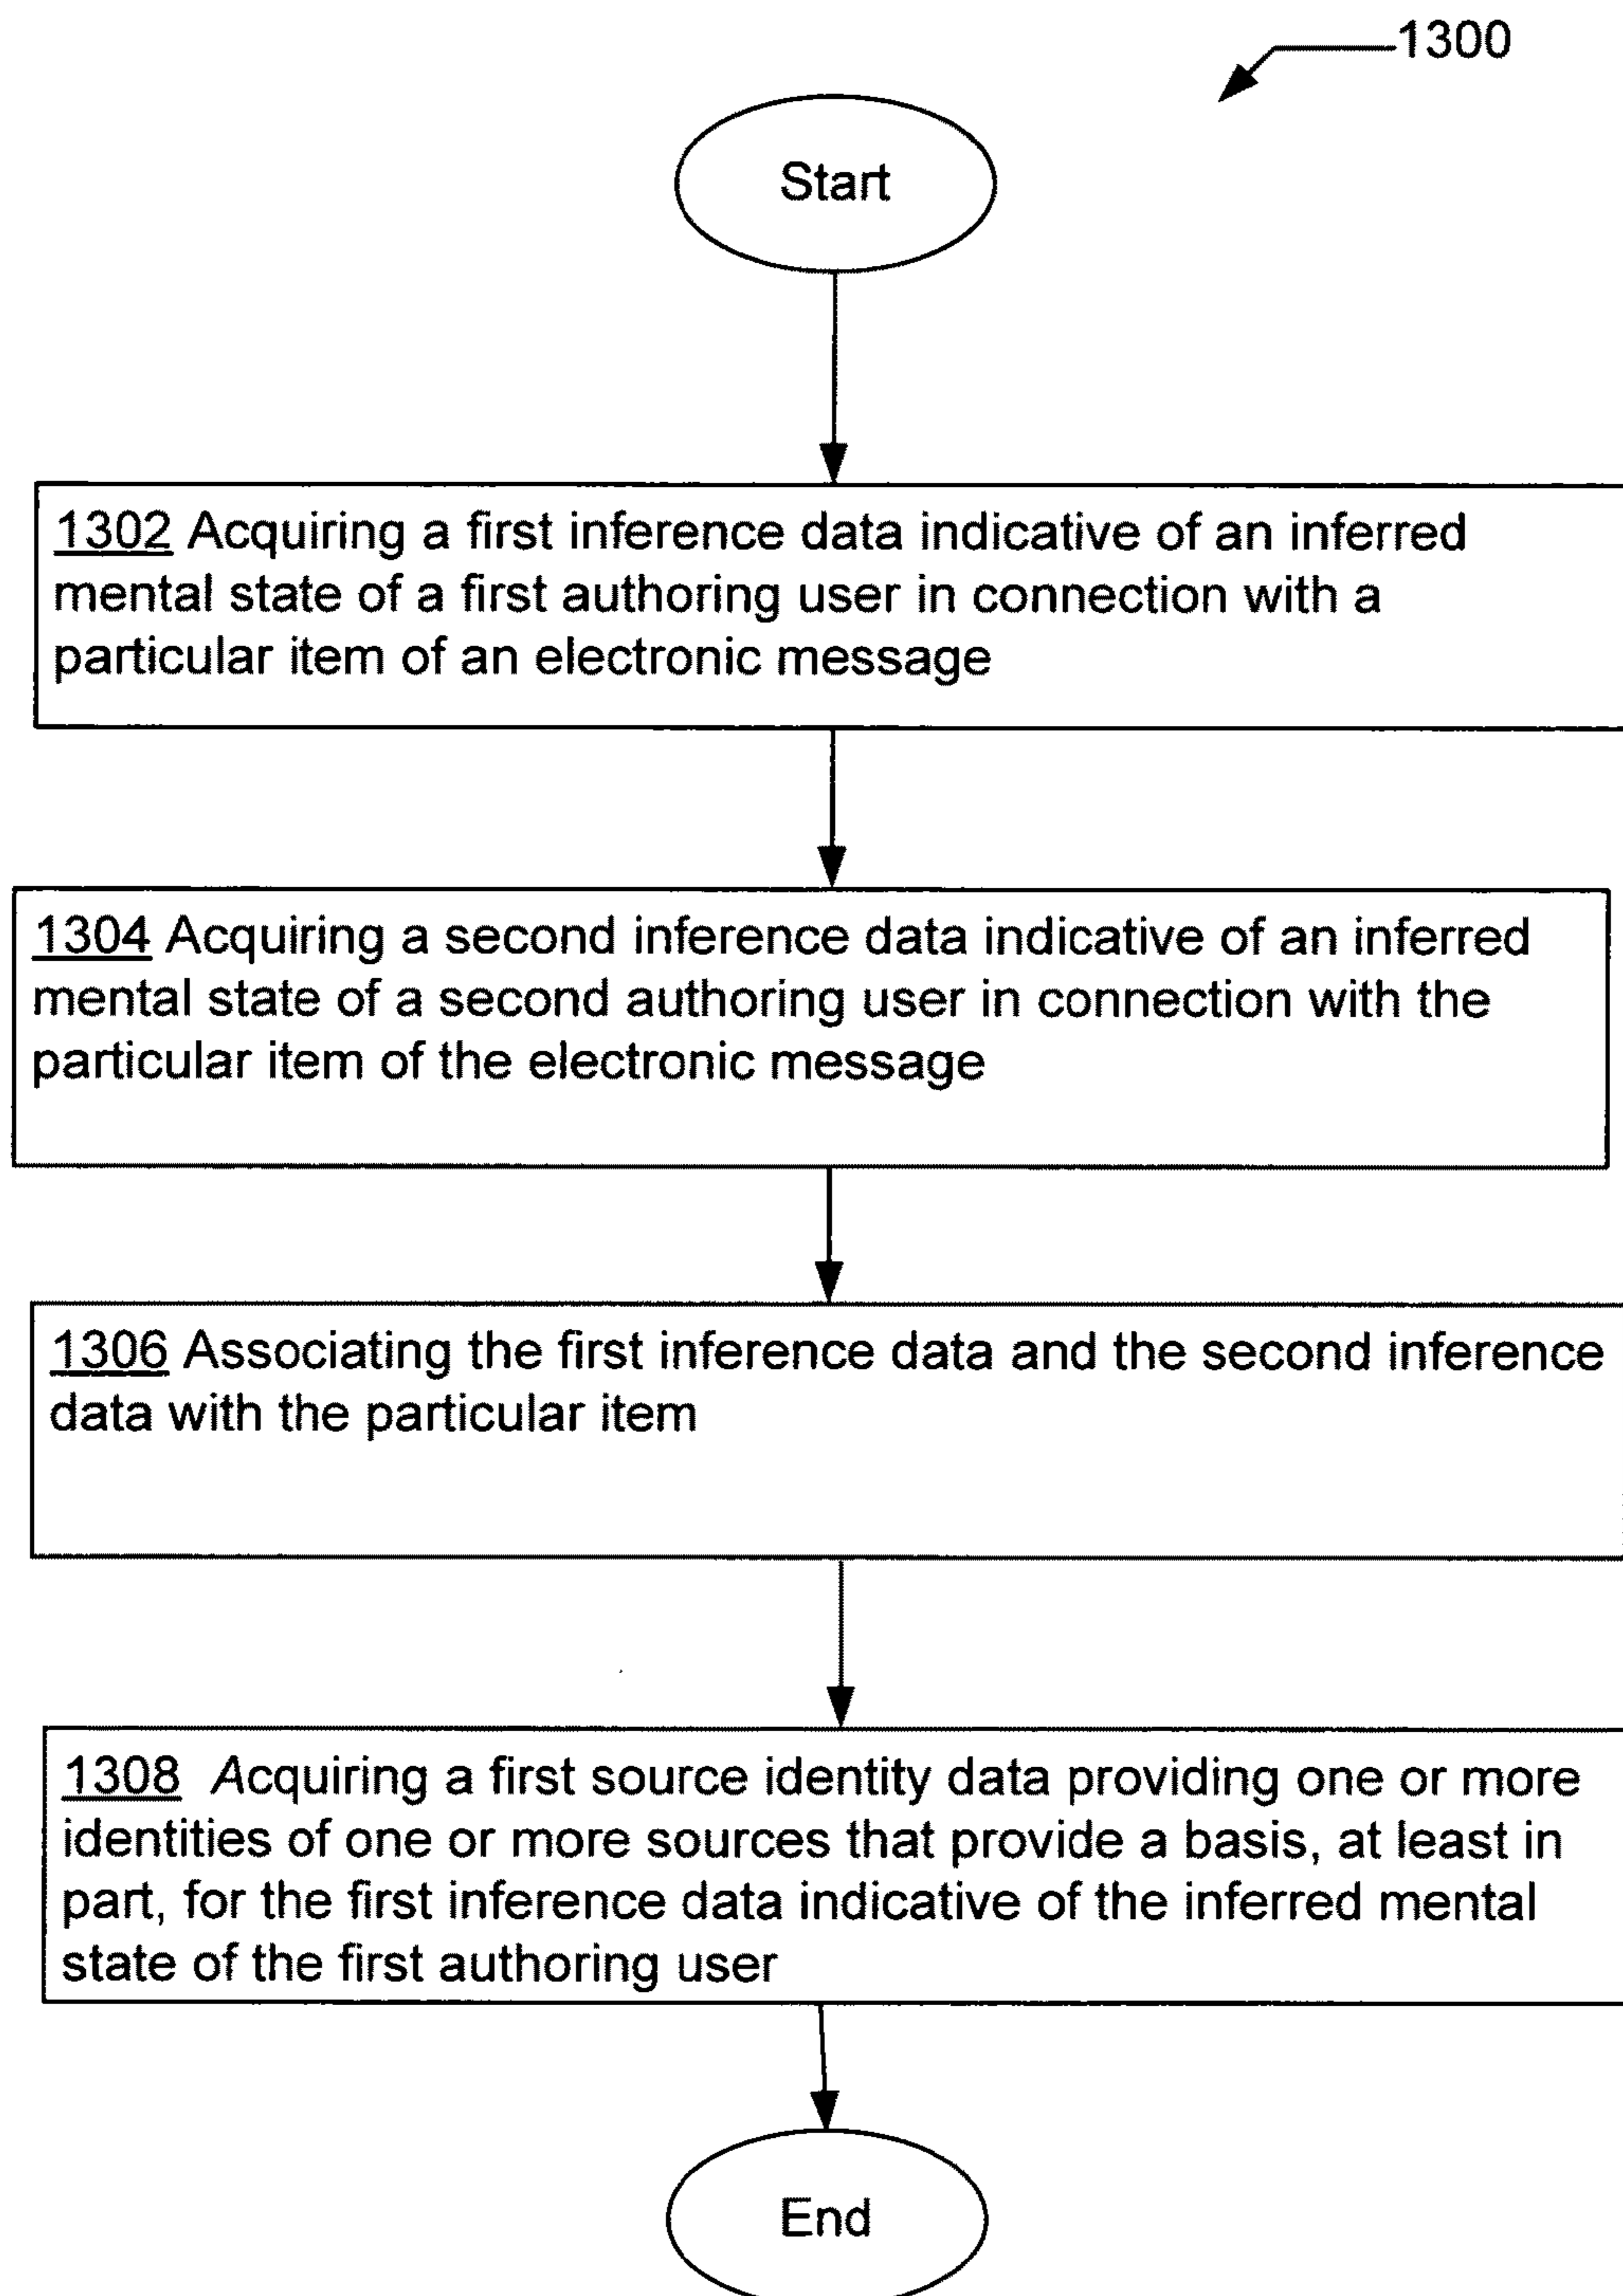 1300
Start
1302 Acquiring a first inference data indicative of an inferred
mental state of a first authoring user in connection with a
particular item of an electronic message
1304 Acquiring a second inference data indicative of an inferred
mental state of a second authoring user in connection with the
particular item of the electronic message
1306 Associating the first inference data and the second inference
data with the particular item
1308 Acquiring a first source identity data providing one or more
identities of one or more sources that provide a basis, at least in
part, for the first inference data indicative of the inferred mental
state of the first authoring user
End